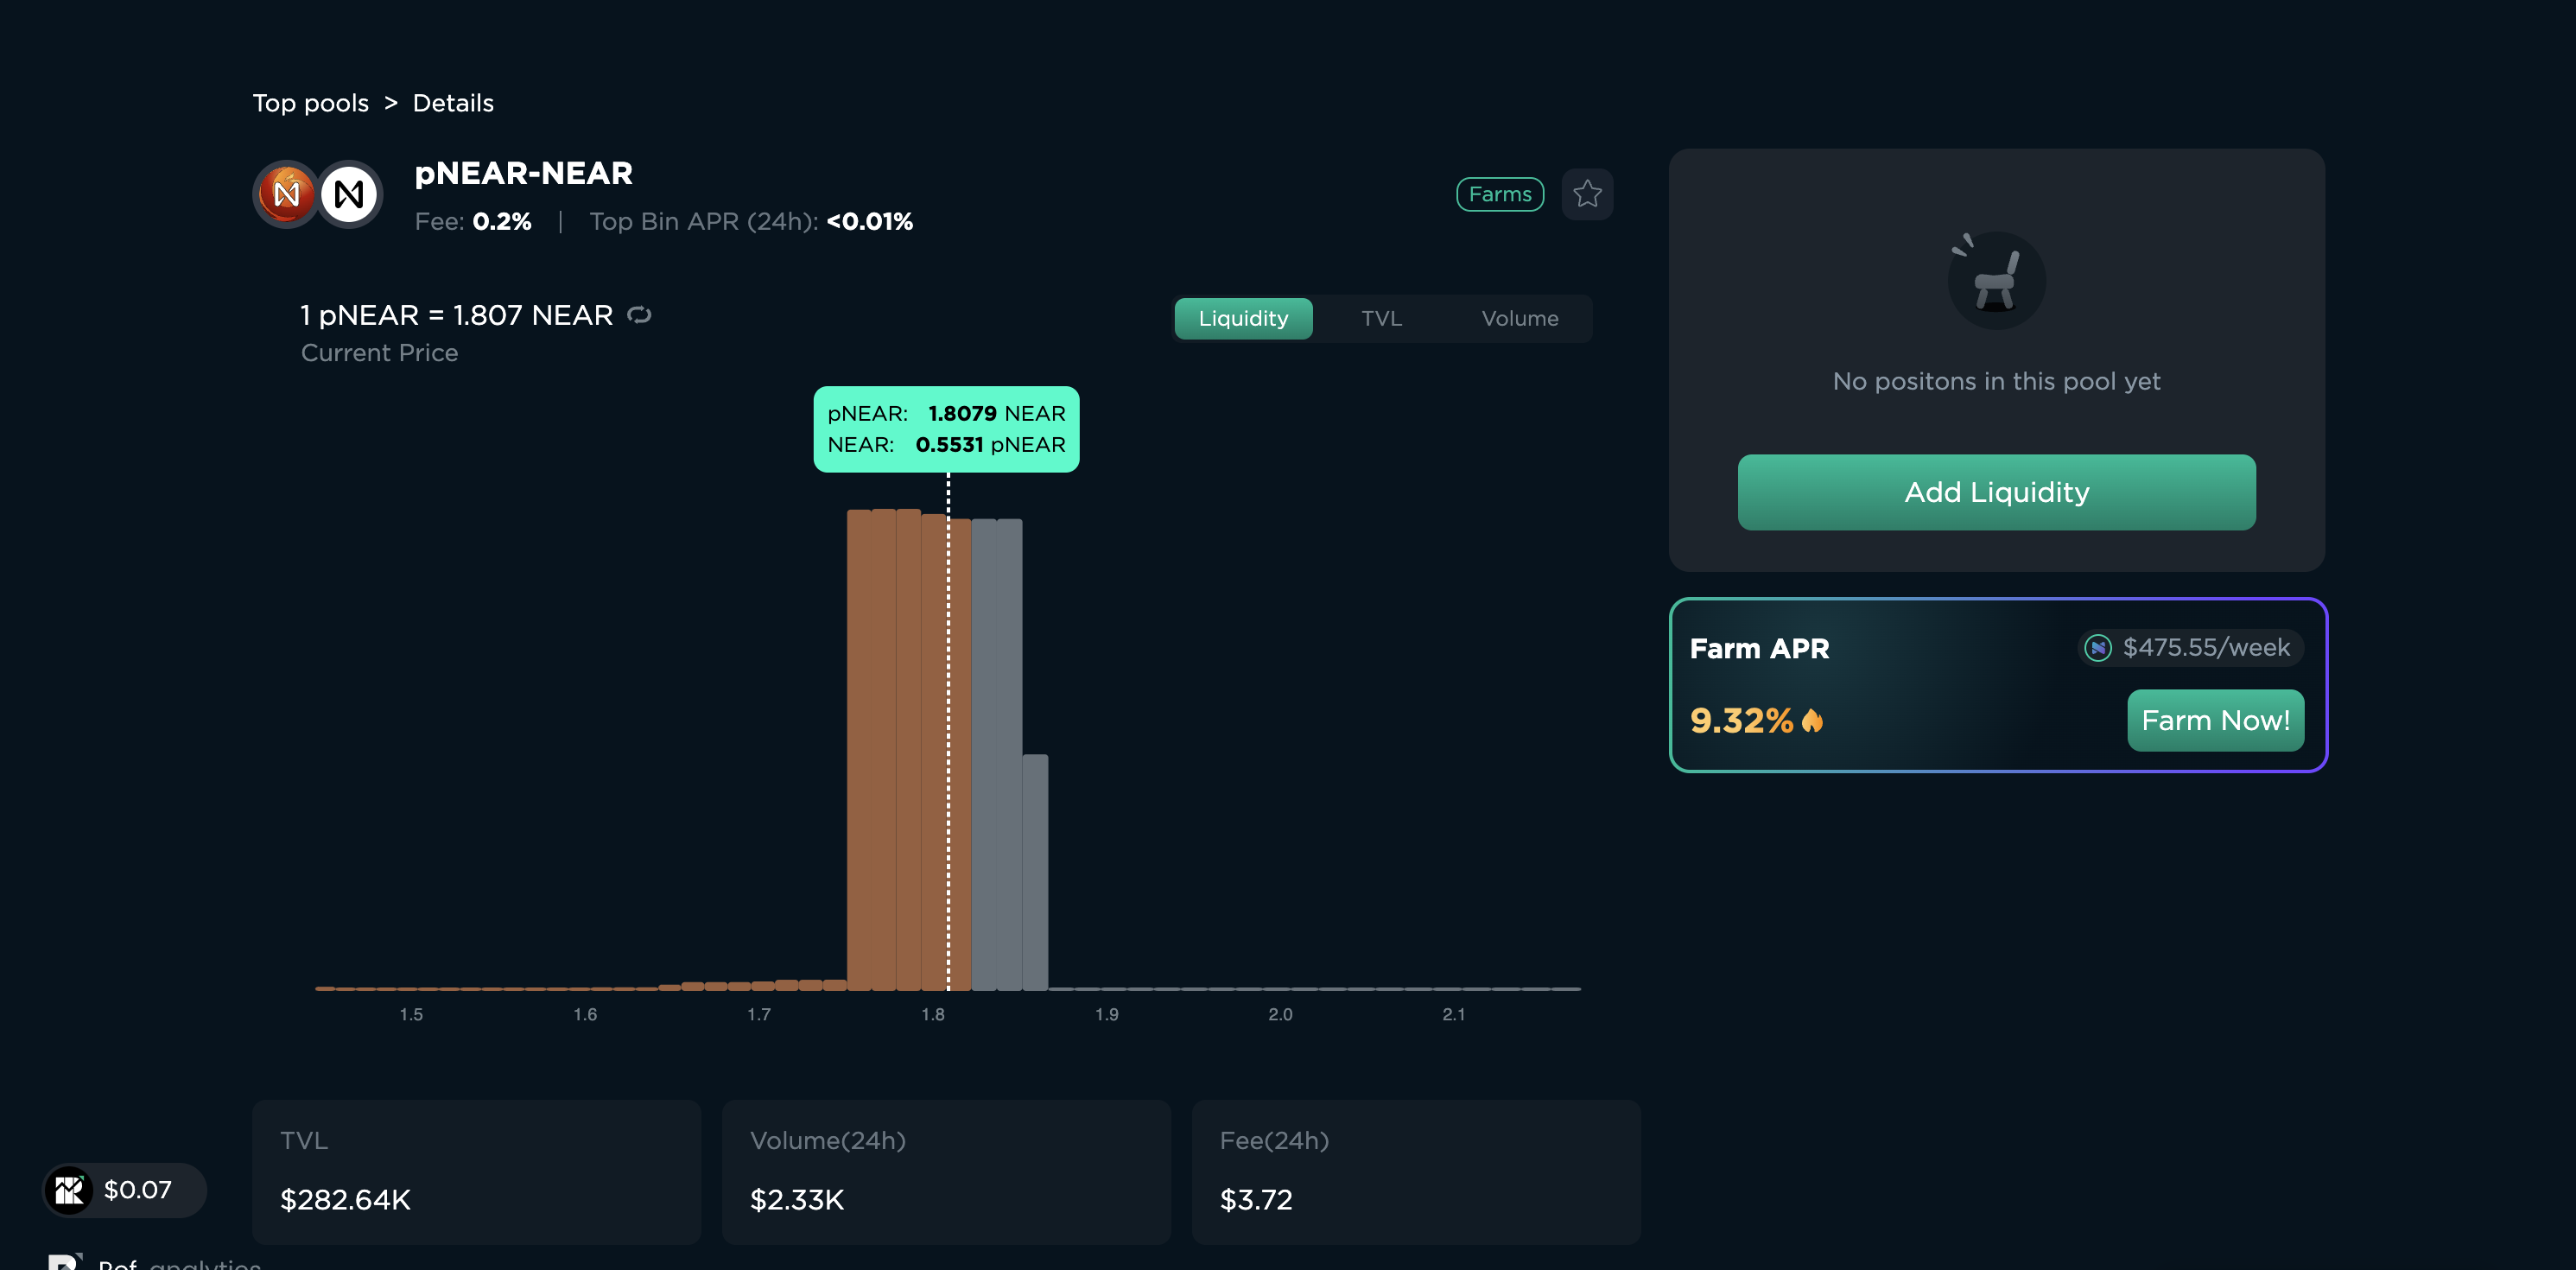 Top pools > Details
pNEAR-NEAR
Fee: 0.2% | Top Bin APR (24h): <0.01%
Farms
1 pNEAR = 1.807 NEAR
Current Price
Liquidity TVL Volume
pNEAR: 1.8079 NEAR
NEAR: 0.5531 pNEAR
1.5 1.6 1.7 1.8 1.9 2.0 2.1
No positons in this pool yet
Add Liquidity
Farm APR
$475.55/week
9.32%
Farm Now!
TVL
$282.64K
Volume(24h)
$2.33K
Fee(24h)
$3.72
$0.07
Ref. analytics